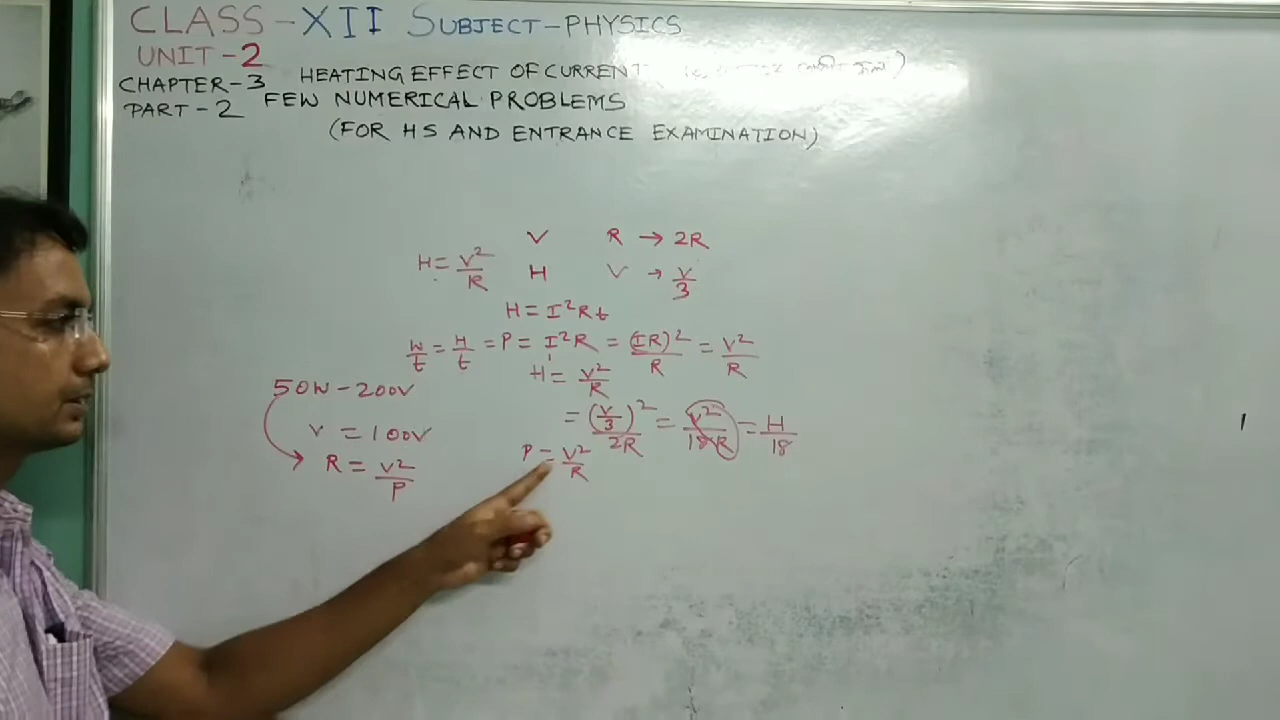 CLASS-XII SUBJECT-PHYSICS
UNIT-2
CHAPTER-3 HEATING EFFECT OF CURRENT
PART-2 FEW NUMERICAL PROBLEMS
(FOR HS AND ENTRANCE EXAMINATION)
V R → 2R
H = V²/R H V → V/3
H = I²Rt
W/t = H/t = P = I²R = (IR)²/R = V²/R
H = V²/R
= (V/3)²/2R = V²/18R = H/18
P = V²/R
50W-200V
V = 100V
R = V²/P